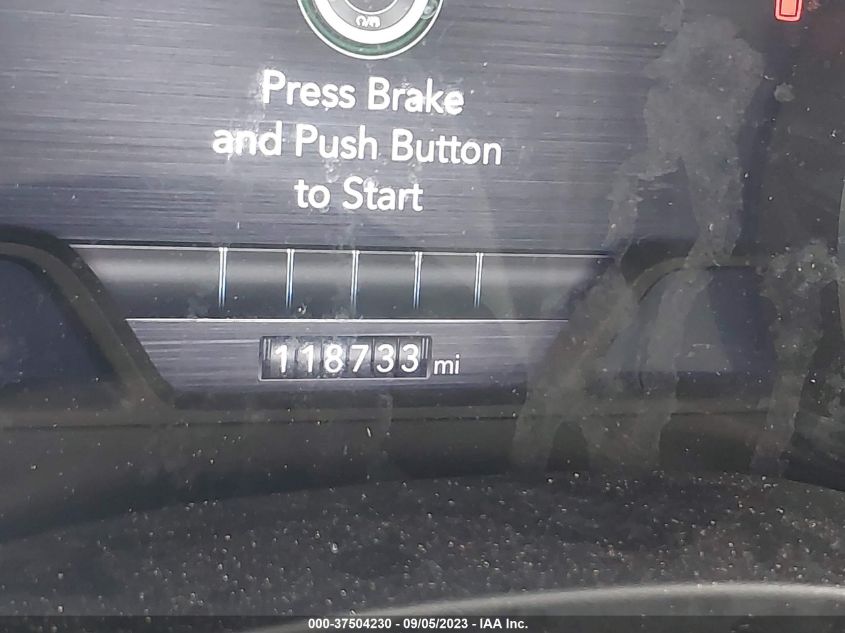 Press Brake
and Push Button
to Start
118733 mi
000-37504230 - 09/05/2023 - IAA Inc.